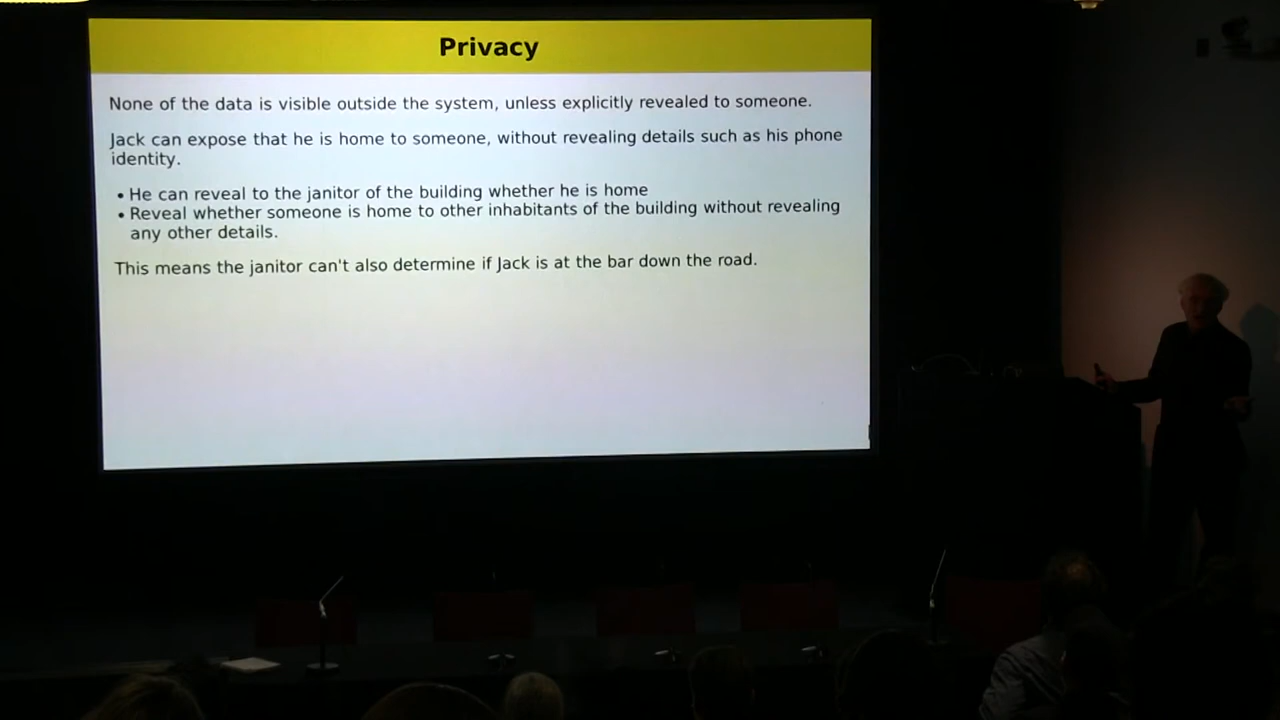 Privacy
None of the data is visible outside the system, unless explicitly revealed to someone.
Jack can expose that he is home to someone, without revealing details such as his phone
identity.
• He can reveal to the janitor of the building whether he is home
• Reveal whether someone is home to other inhabitants of the building without revealing
any other details.
This means the janitor can't also determine if Jack is at the bar down the road.